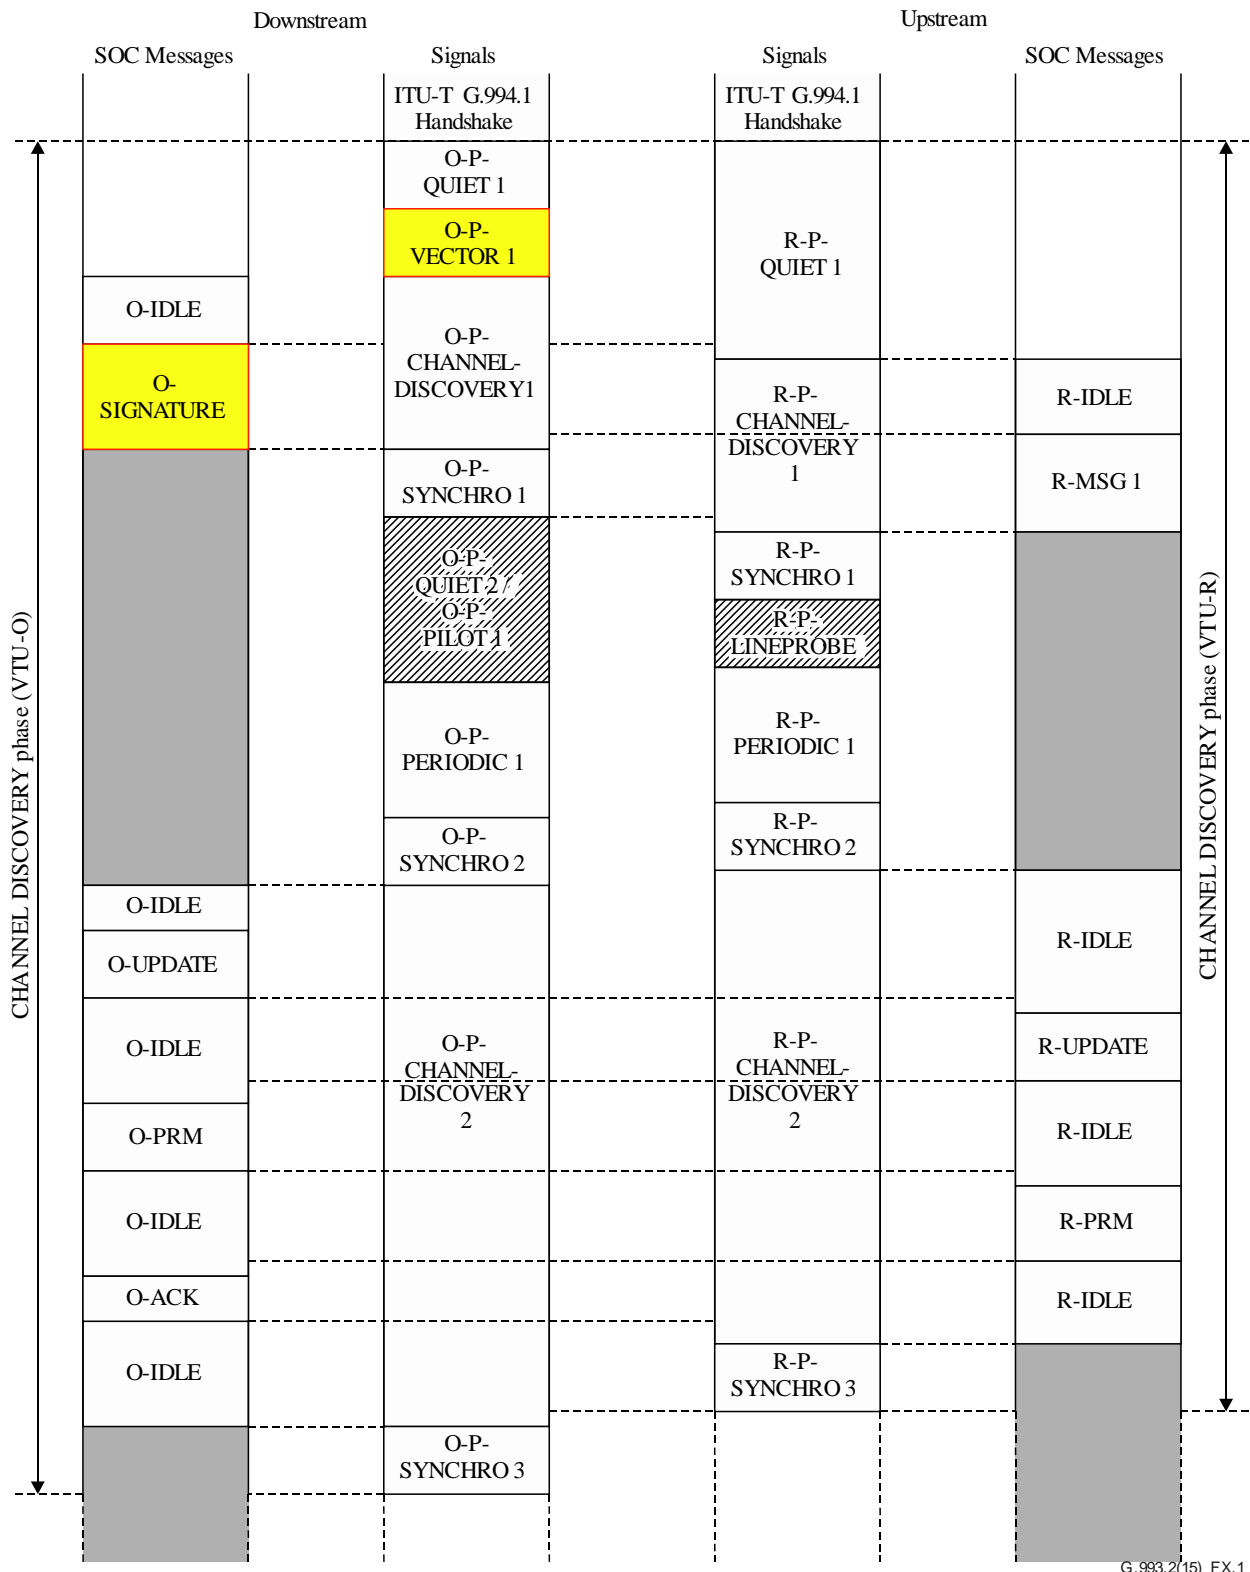 Downstream
Upstream
SOC Messages
Signals
Signals
SOC Messages
ITU-T G.994.1
Handshake
ITU-T G.994.1
Handshake
O-P-
QUIET 1
O-P-
VECTOR 1
R-P-
QUIET 1
O-IDLE
O-P-
CHANNEL-
DISCOVERY1
O-
SIGNATURE
R-P-
CHANNEL-
DISCOVERY
1
R-IDLE
O-P-
SYNCHRO 1
R-MSG 1
O-P-
QUIET 2 /
O-P-
PILOT 1
R-P-
SYNCHRO 1
R-P-
LINEPROBE
O-P-
PERIODIC 1
R-P-
PERIODIC 1
O-P-
SYNCHRO 2
R-P-
SYNCHRO 2
CHANNEL DISCOVERY phase (VTU-O)
CHANNEL DISCOVERY phase (VTU-R)
O-IDLE
O-UPDATE
R-IDLE
O-IDLE
O-P-
CHANNEL-
DISCOVERY
2
R-P-
CHANNEL-
DISCOVERY
2
R-UPDATE
O-PRM
R-IDLE
O-IDLE
R-PRM
O-ACK
R-IDLE
O-IDLE
R-P-
SYNCHRO 3
O-P-
SYNCHRO 3
G.993.2(15)_FX.1